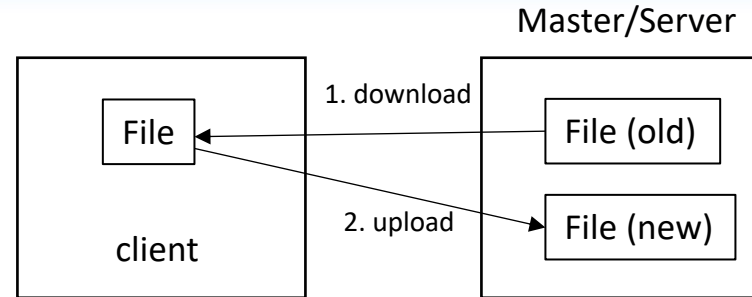 Master/Server
1. download
File
File (old)
2. upload
File (new)
client